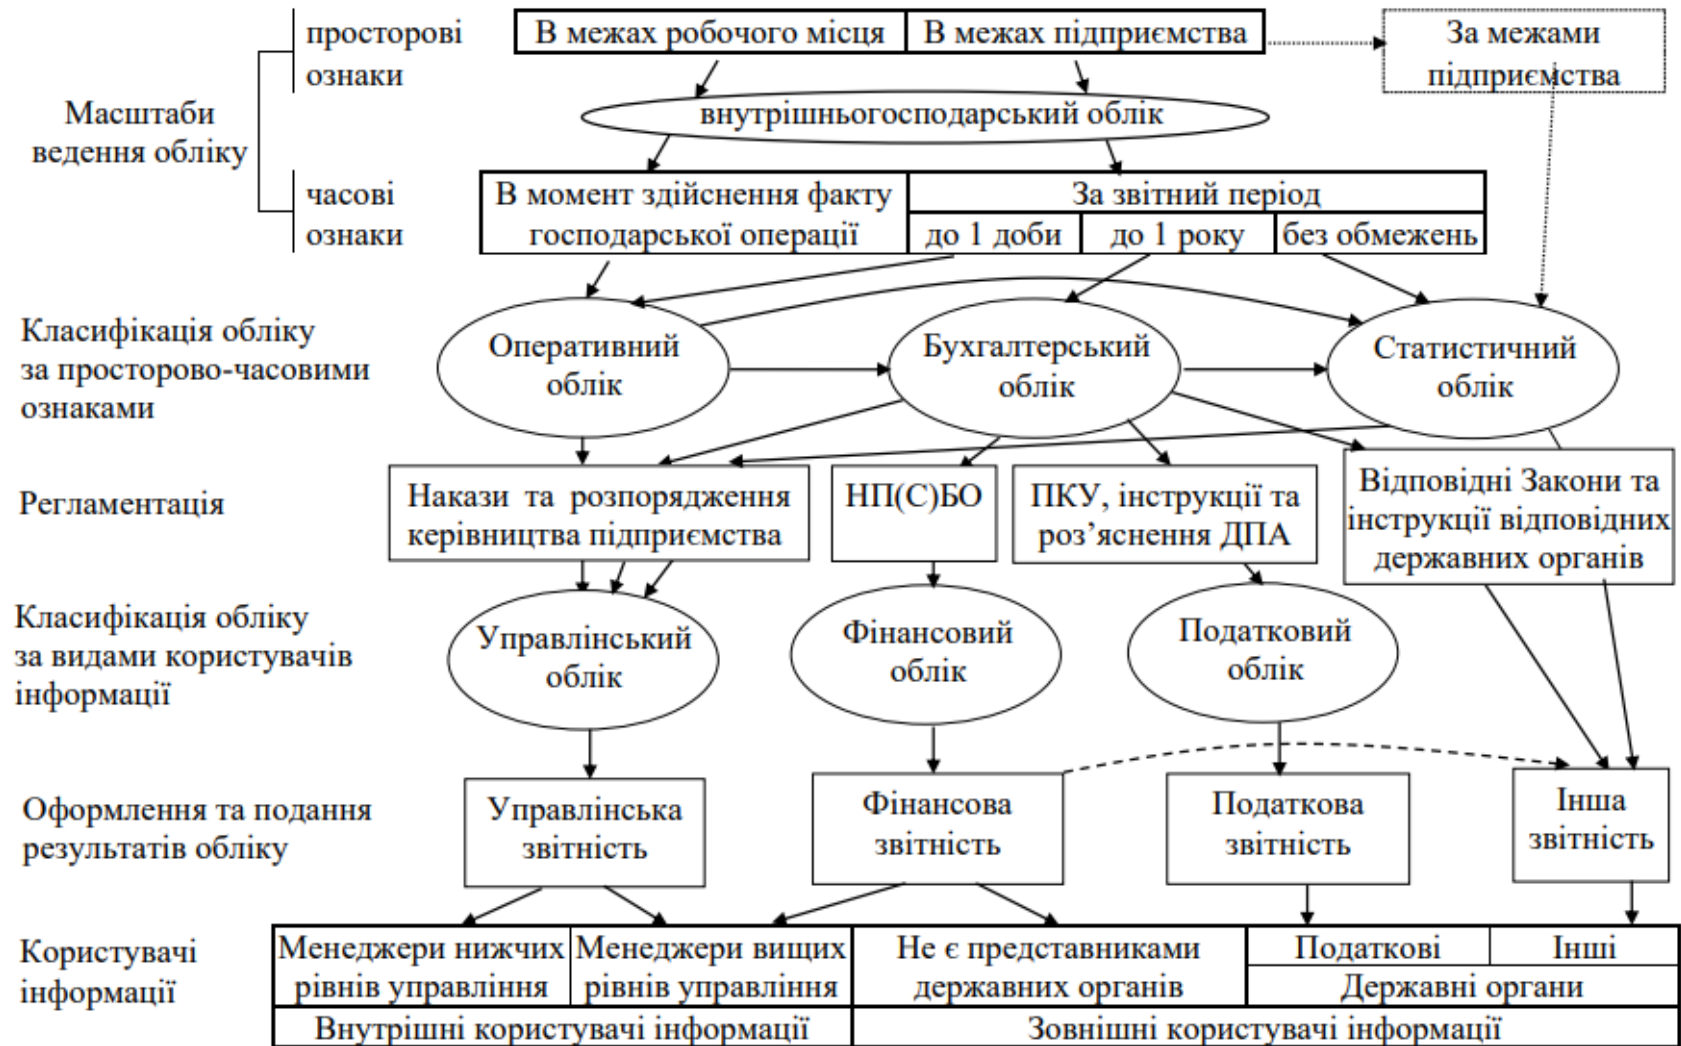 просторові
ознаки
В межах робочого місця
В межах підприємства
За межами
підприємства
Масштаби
ведення обліку
внутрішньогосподарський облік
часові
ознаки
В момент здійснення факту
господарської операції
За звітний період
до 1 доби
до 1 року
без обмежень
Класифікація обліку
за просторово-часовими
ознаками
Оперативний
облік
Бухгалтерський
облік
Статистичний
облік
Регламентація
Накази та розпорядження
керівництва підприємства
НП(С)БО
ПКУ, інструкції та
роз’яснення ДПА
Відповідні Закони та
інструкції відповідних
державних органів
Класифікація обліку
за видами користувачів
інформації
Управлінський
облік
Фінансовий
облік
Податковий
облік
Оформлення та подання
результатів обліку
Управлінська
звітність
Фінансова
звітність
Податкова
звітність
Інша
звітність
Користувачі
інформації
Менеджери нижчих
рівнів управління
Менеджери вищих
рівнів управління
Не є представниками
державних органів
Податкові
Інші
Державні органи
Внутрішні користувачі інформації
Зовнішні користувачі інформації